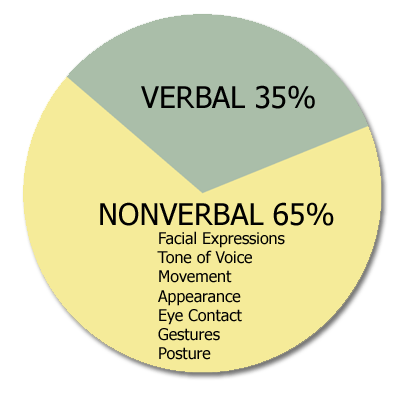 VERBAL 35%
NONVERBAL 65%
Facial Expressions
Tone of Voice
Movement
Appearance
Eye Contact
Gestures
Posture